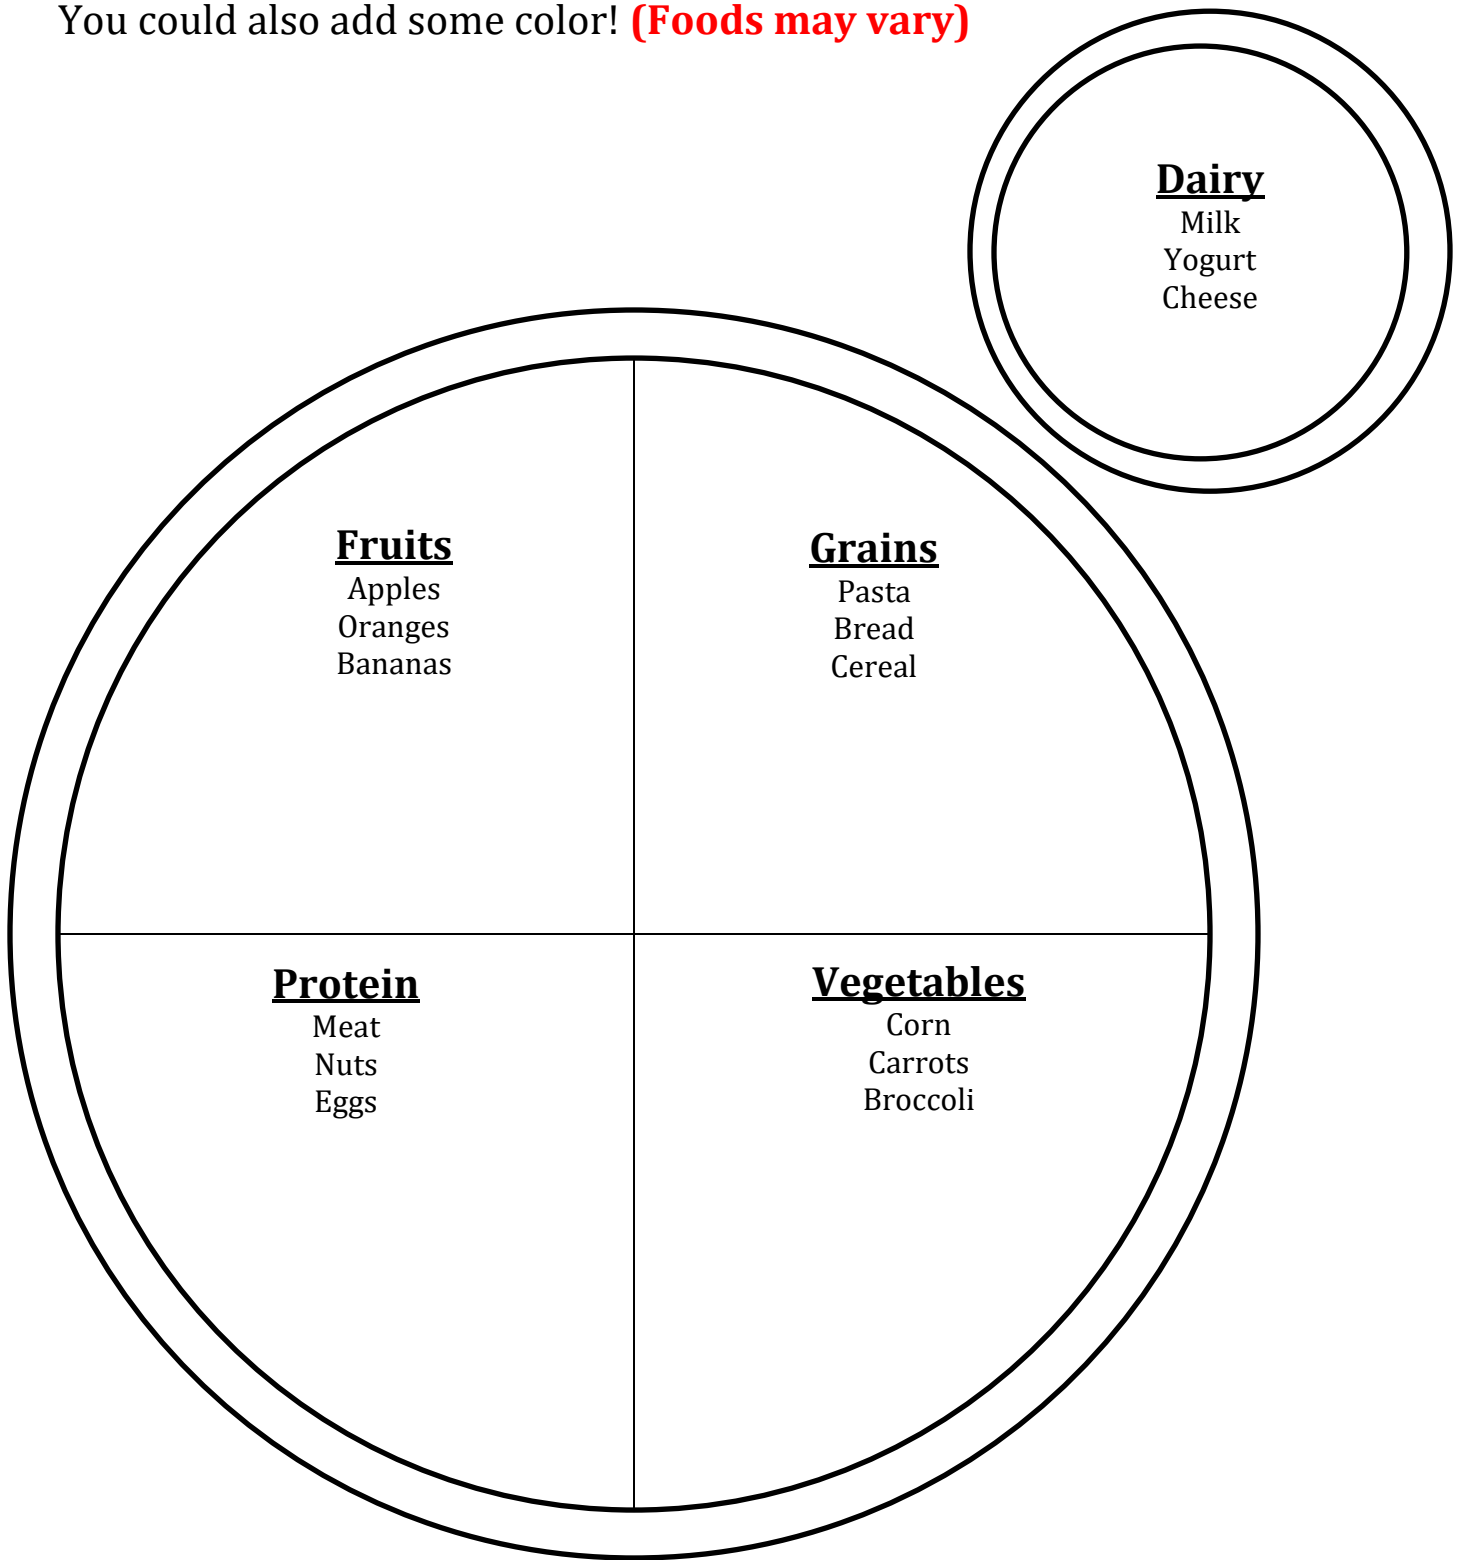 You could also add some color! (Foods may vary)
Dairy
Milk
Yogurt
Cheese
Fruits
Apples
Oranges
Bananas
Grains
Pasta
Bread
Cereal
Protein
Meat
Nuts
Eggs
Vegetables
Corn
Carrots
Broccoli